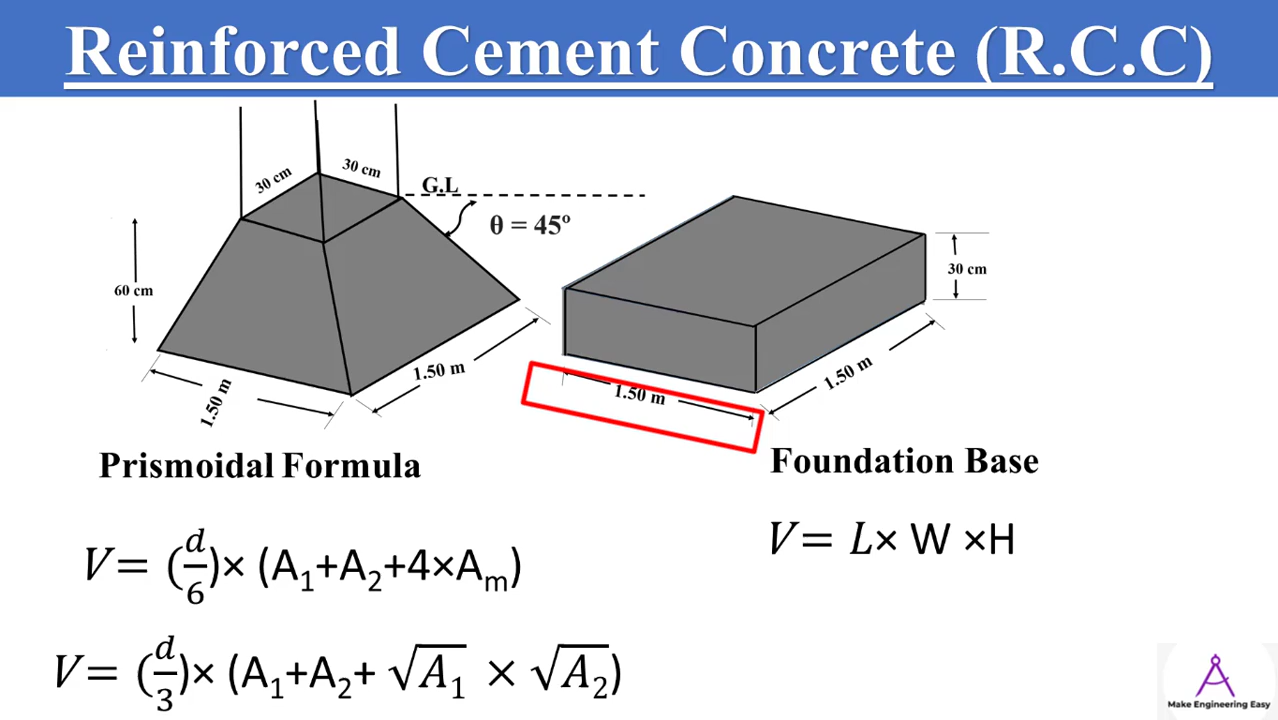 Reinforced Cement Concrete (R.C.C)
30 cm
30 cm
G.L
θ = 45º
60 cm
30 cm
1.50 m
1.50 m
1.50 m
1.50 m
Prismoidal Formula
Foundation Base
V= (d/6)× (A₁+A₂+4×Aₘ)
V= L× W ×H
V= (d/3)× (A₁+A₂+ √A₁ × √A₂)
Make Engineering Easy